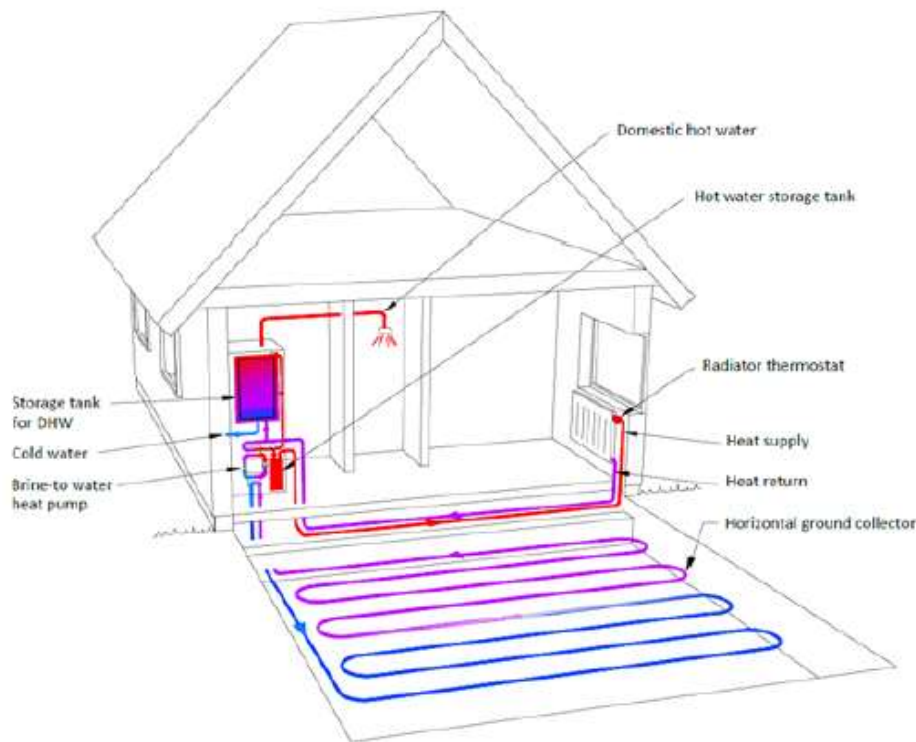 Domestic hot water
Hot water storage tank
Radiator thermostat
Storage tank
for DHW
Heat supply
Cold water
Brine-to water
heat pump
Heat return
Horizontal ground collector